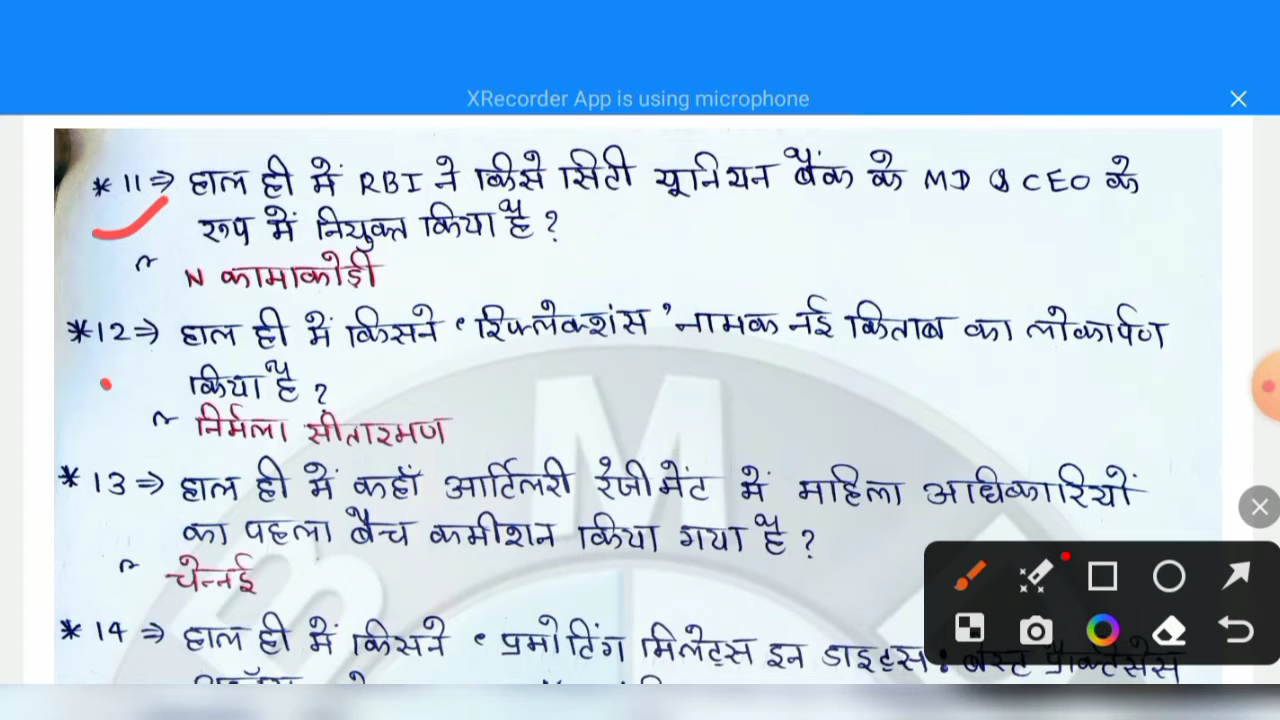 XRecorder App is using microphone
* 11 ⇒ हाल ही में RBI ने किसे सिटी यूनियन बैंक के MD & CEO के
रूप में नियुक्त किया है ?
N कामाकोडी
* 12 ⇒ हाल ही में किसने ' रिफ्लेक्शंस ' नामक नई किताब का लोकार्पण
किया है ?
निर्मला सीतारमण
* 13 ⇒ हाल ही में कहाँ आर्टिलरी रेजीमेंट में महिला अधिकारियों
का पहला बैच कमीशन किया गया है ?
चेन्नई
* 14 ⇒ हाल ही में किसने ' प्रमोटिंग मिलेट्स इन डाइट्स :